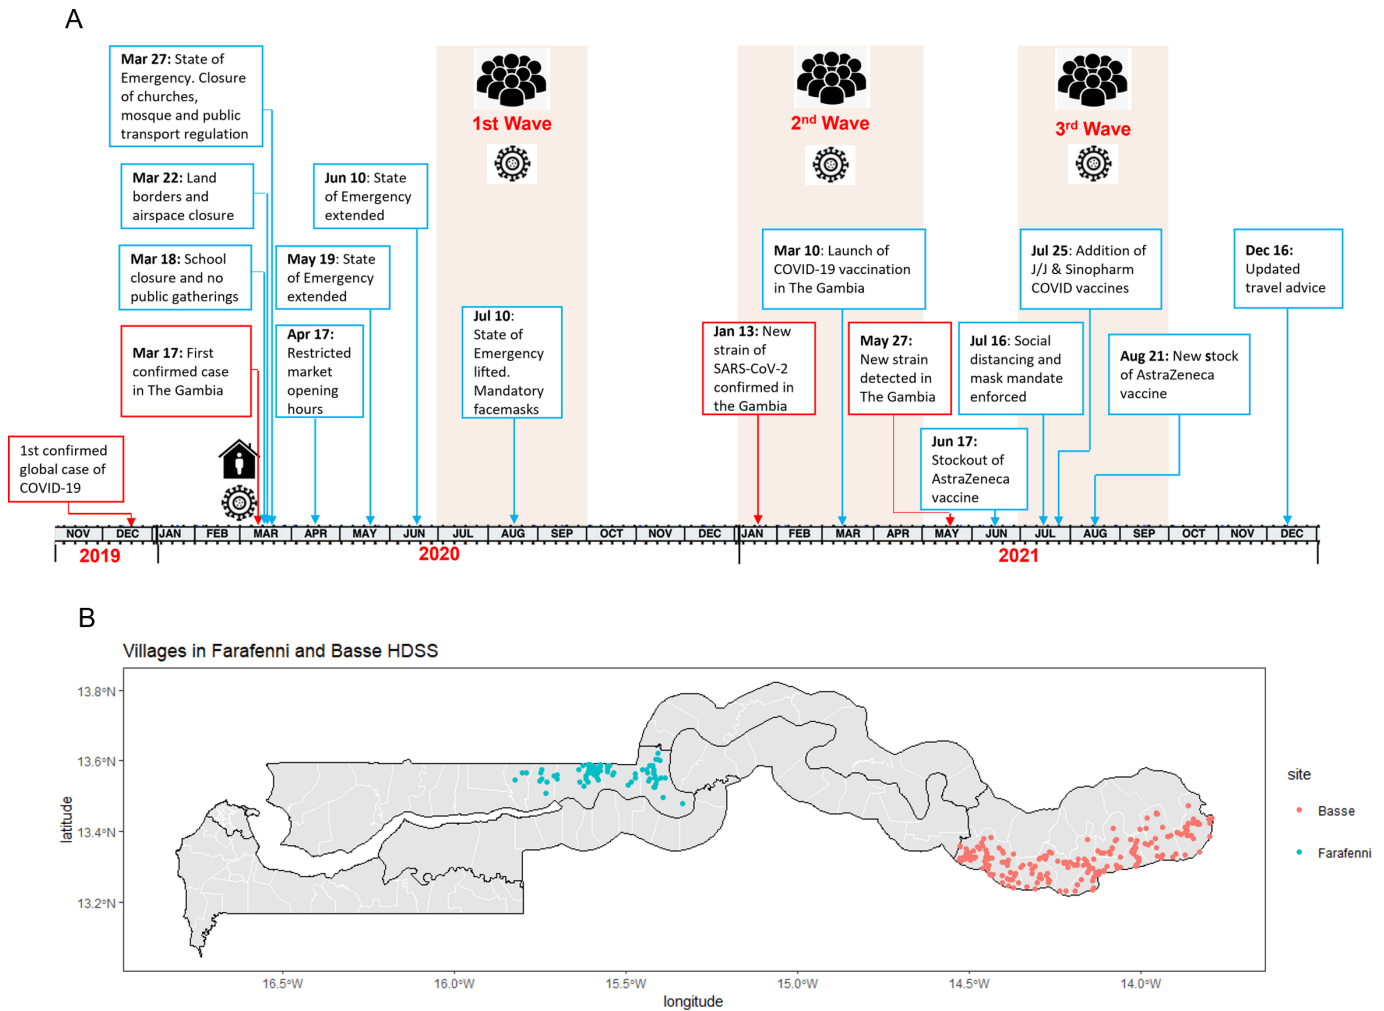 A
Mar 27: State of
Emergency. Closure
of churches,
mosque and public
transport regulation
Mar 22: Land
borders and
airspace closure
Mar 18: School
closure and no
public gatherings
Mar 17: First
confirmed case
in The Gambia
1st confirmed
global case of
COVID-19
Jun 10: State
of Emergency
extended
May 19: State
of Emergency
extended
Apr 17:
Restricted
market
opening
hours
1st Wave
Jul 10:
State of
Emergency
lifted.
Mandatory
facemasks
2nd Wave
Mar 10: Launch of
COVID-19 vaccination
in The Gambia
Jan 13: New
strain of
SARS-CoV-2
confirmed in
the Gambia
May 27:
New strain
detected in
The Gambia
3rd Wave
Jul 25: Addition of
J/J & Sinopharm
COVID vaccines
Jul 16: Social
distancing and
mask mandate
enforced
Jun 17:
Stockout of
AstraZeneca
vaccine
Aug 21: New stock
of AstraZeneca
vaccine
Dec 16:
Updated
travel advice
NOV DEC JAN FEB MAR APR MAY JUN JUL AUG SEP OCT NOV DEC JAN FEB MAR APR MAY JUN JUL AUG SEP OCT NOV DEC
2019 2020 2021
B
Villages in Farafenni and Basse HDSS
13.8°N
13.6°N
13.4°N
13.2°N
latitude
16.5°W 16.0°W 15.5°W 15.0°W 14.5°W 14.0°W
longitude
site
Basse
Farafenni